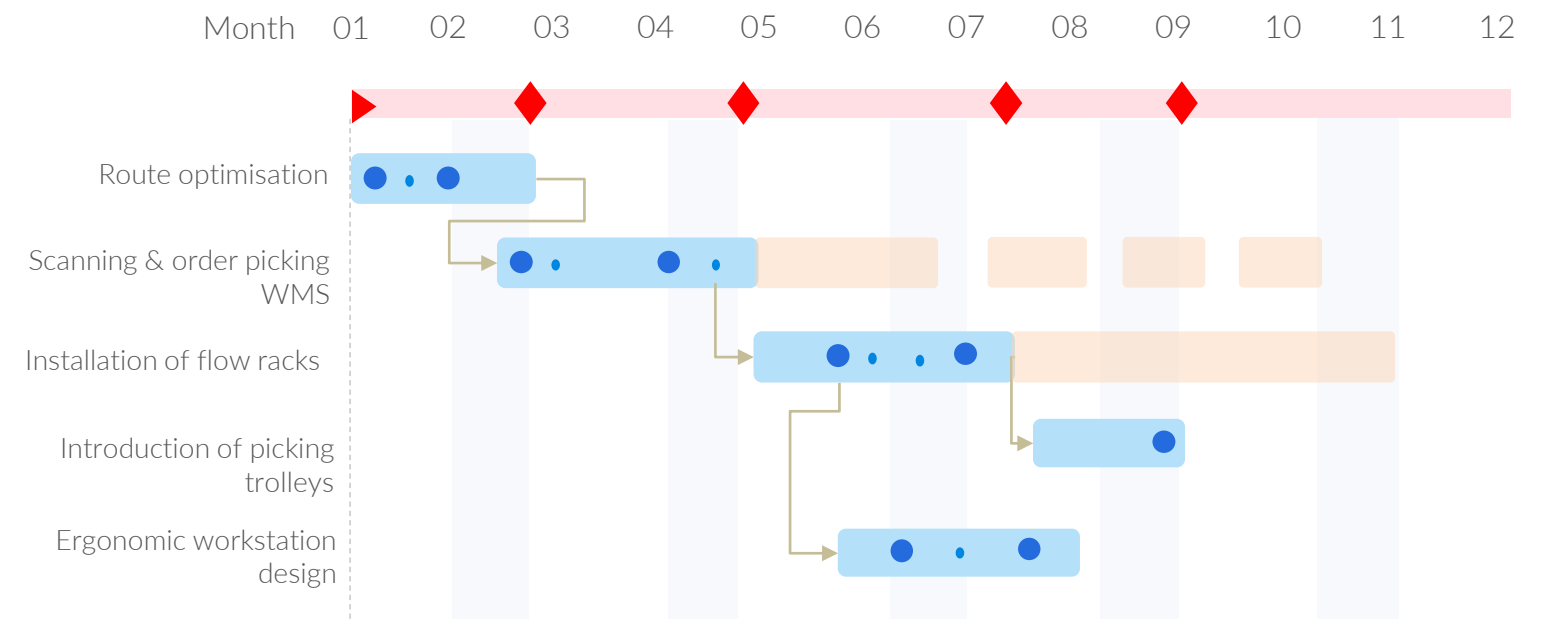 Month 01 02 03 04 05 06 07 08 09 10 11 12
Route optimisation
Scanning & order picking
WMS
Installation of flow racks
Introduction of picking
trolleys
Ergonomic workstation
design